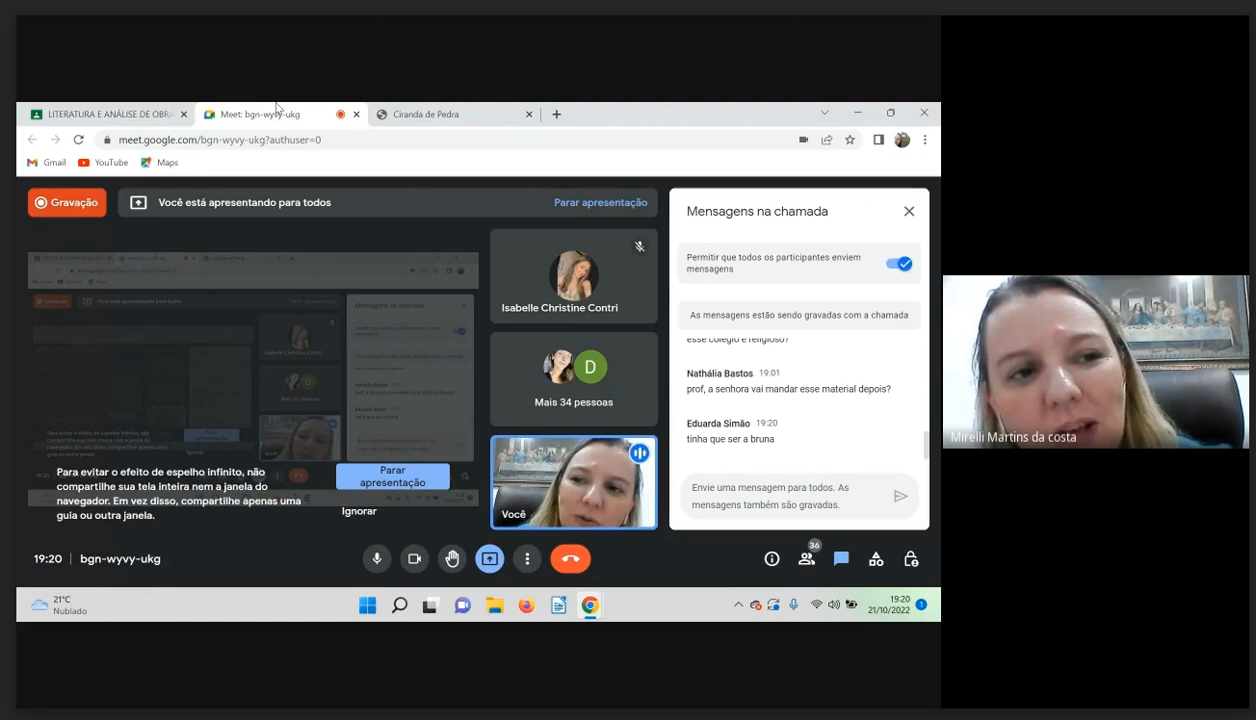 LITERATURA E ANÁLISE DE OBR
Meet: bgn-wyvy-ukg
Ciranda de Pedra
meet.google.com/bgn-wyvy-ukg?authuser=0
Gmail
YouTube
Maps
Gravação
Você está apresentando para todos
Parar apresentação
Mensagens na chamada
Permitir que todos os participantes enviem
mensagens
As mensagens estão sendo gravadas com a chamada
esse colégio é religioso?
Nathália Bastos 19:01
prof, a senhora vai mandar esse material depois?
Eduarda Simão 19:20
tinha que ser a bruna
Envie uma mensagem para todos. As
mensagens também são gravadas.
Isabelle Christine Contri
D
Mais 34 pessoas
Você
Para evitar o efeito de espelho infinito, não
compartilhe sua tela inteira nem a janela do
navegador. Em vez disso, compartilhe apenas uma
guia ou outra janela.
Parar
apresentação
Ignorar
Mirelli Martins da costa
19:20
bgn-wyvy-ukg
36
21°C
Nublado
19:20
21/10/2022
1